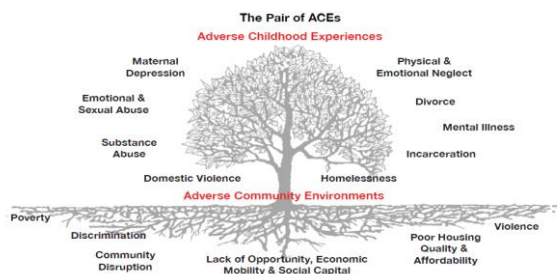 The Pair of ACEs
Adverse Childhood Experiences
Maternal
Depression
Physical &
Emotional Neglect
Emotional &
Sexual Abuse
Divorce
Mental Illness
Substance
Abuse
Incarceration
Domestic Violence
Homelessness
Adverse Community Environments
Poverty
Violence
Discrimination
Poor Housing
Quality &
Affordability
Community
Disruption
Lack of Opportunity, Economic
Mobility & Social Capital